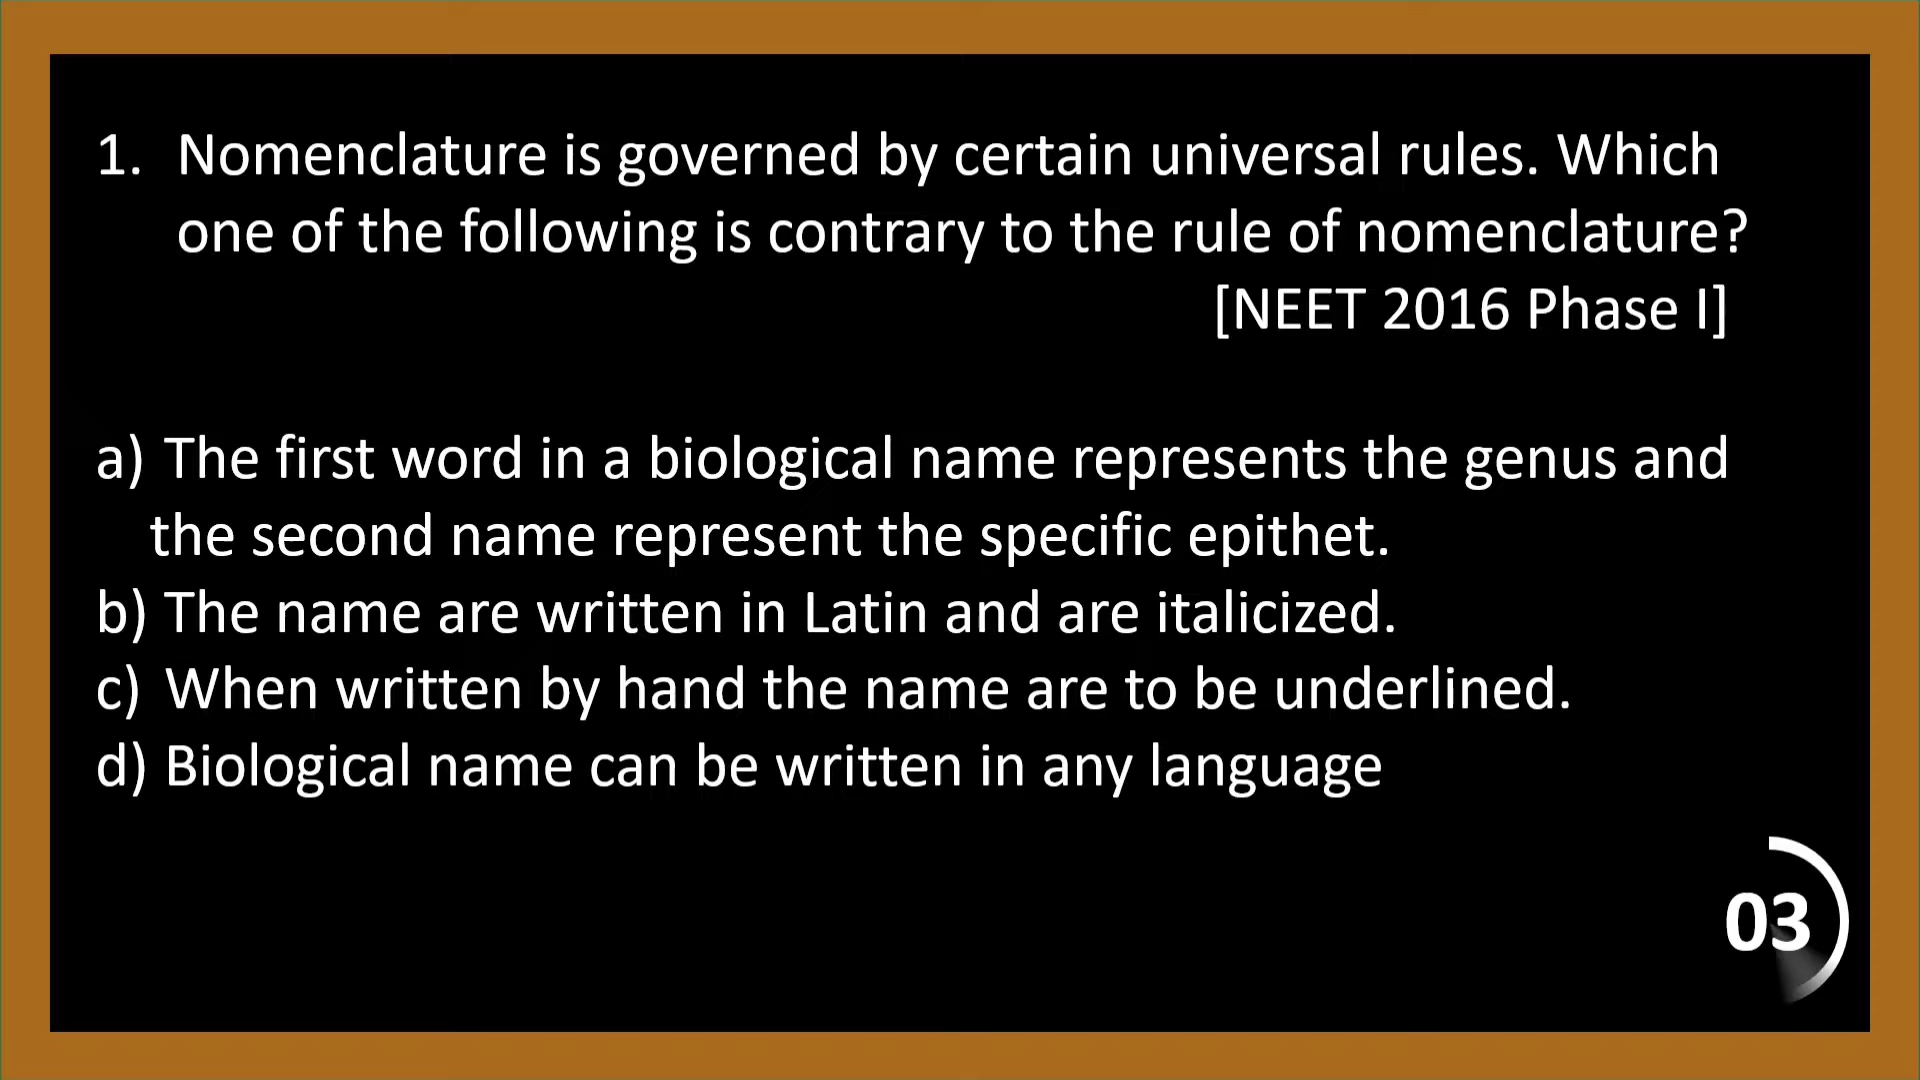 1. Nomenclature is governed by certain universal rules. Which
one of the following is contrary to the rule of nomenclature?
[NEET 2016 Phase I]
a) The first word in a biological name represents the genus and
the second name represent the specific epithet.
b) The name are written in Latin and are italicized.
c) When written by hand the name are to be underlined.
d) Biological name can be written in any language
03